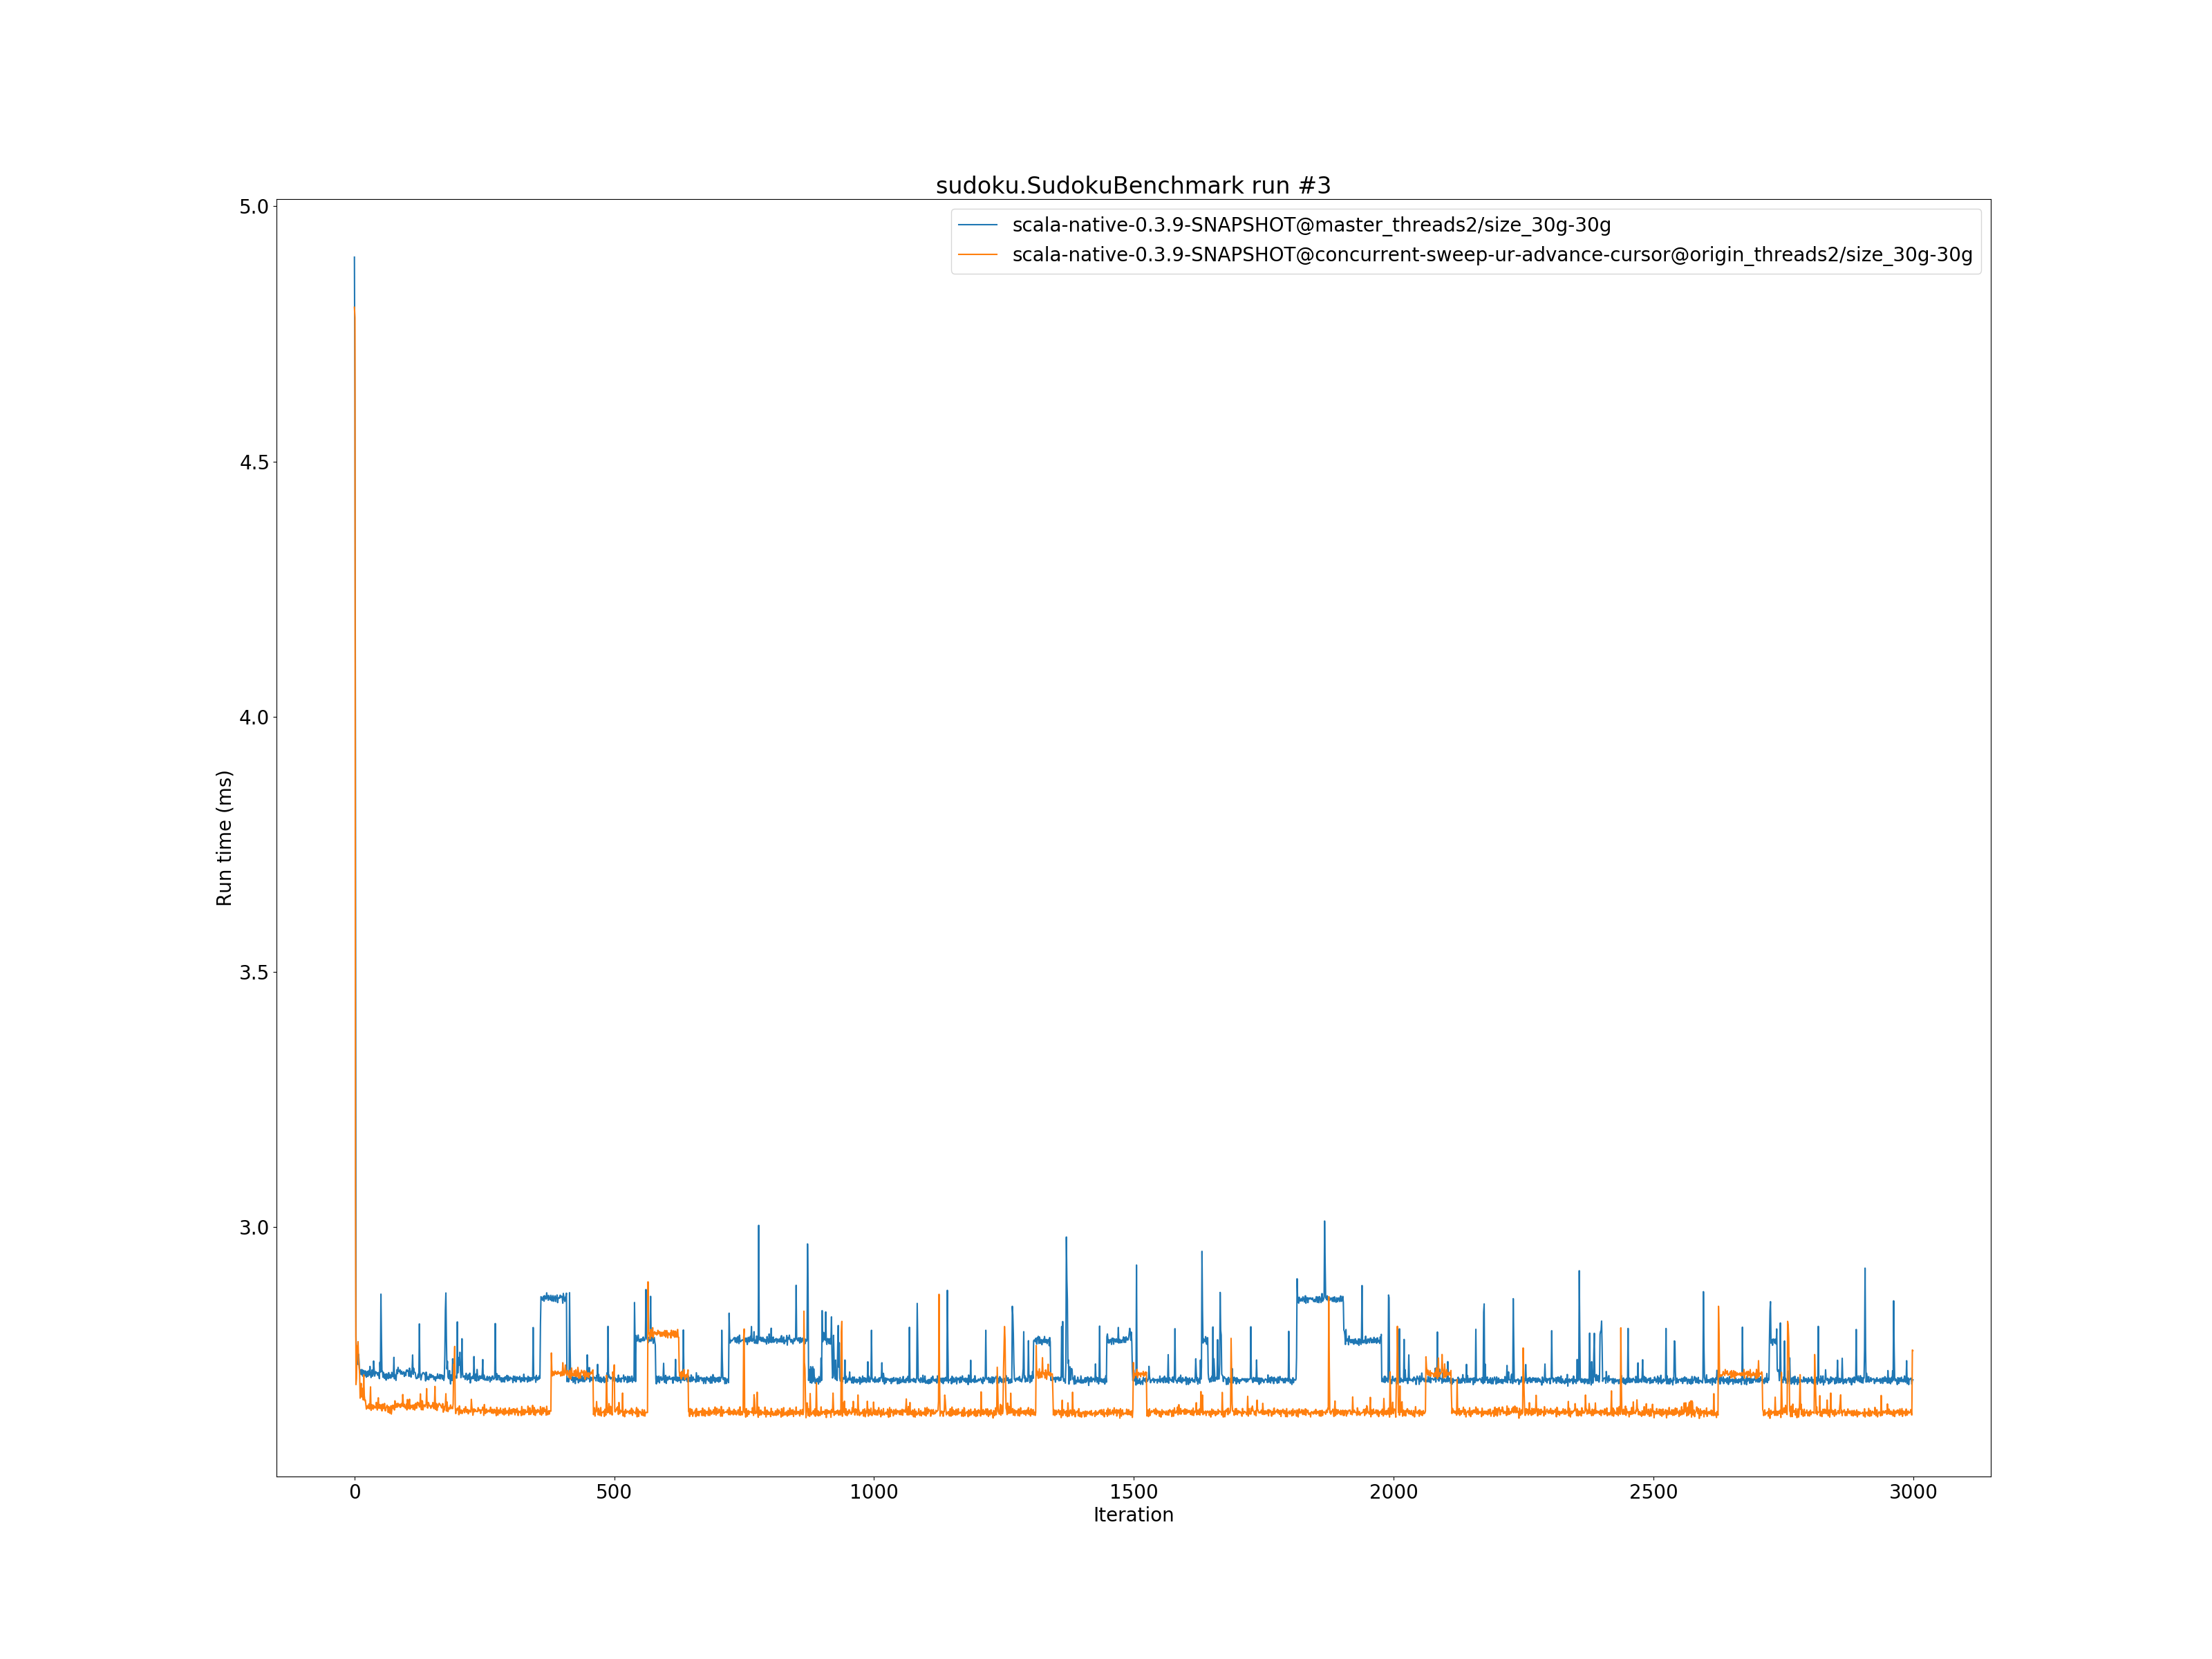 sudoku.SudokuBenchmark run #3
scala-native-0.3.9-SNAPSHOT@master_threads2/size_30g-30g
scala-native-0.3.9-SNAPSHOT@concurrent-sweep-ur-advance-cursor@origin_threads2/size_30g-30g
5.0
4.5
4.0
3.5
3.0
Run time (ms)
0 500 1000 1500 2000 2500 3000
Iteration